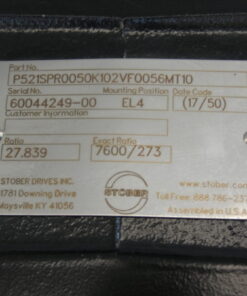 Part No.
P521SPR0050K102VF0056MT10
Serial No. Mounting Position Date Code
60044249-00 EL4 (17/50)
Customer Information
Ratio Exact Ratio
27.839 7600/273
STOBER DRIVES INC.
1781 Downing Drive
Maysville KY 41056
STOBER
www.stober.com
Toll Free: 888 786-23
Assembled in U.S.